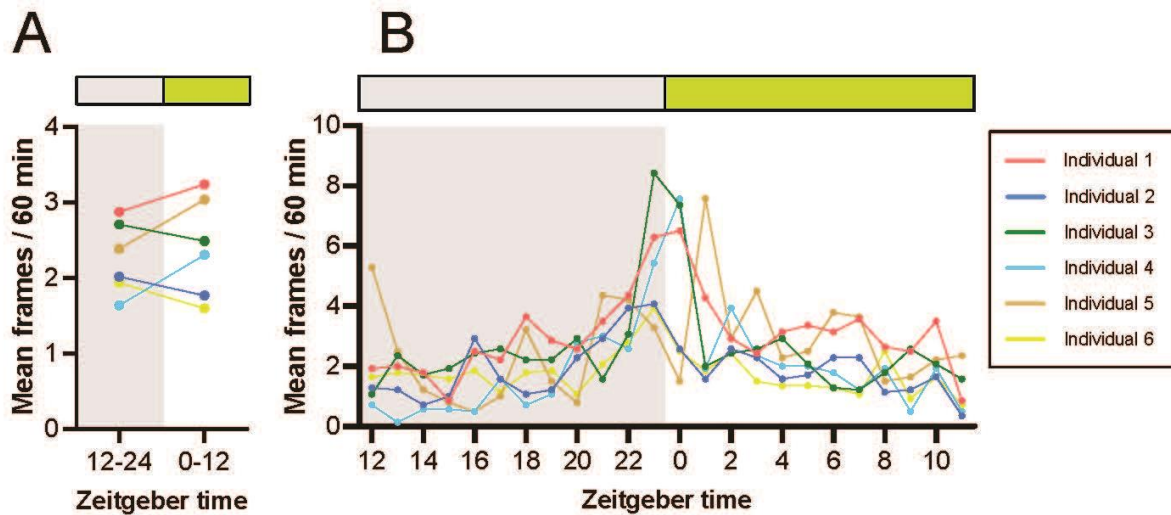 A
B
Mean frames / 60 min
4
3
2
1
0
12-24 0-12
Zeitgeber time
Mean frames / 60 min
10
8
6
4
2
0
12 14 16 18 20 22 0 2 4 6 8 10
Zeitgeber time
Individual 1
Individual 2
Individual 3
Individual 4
Individual 5
Individual 6